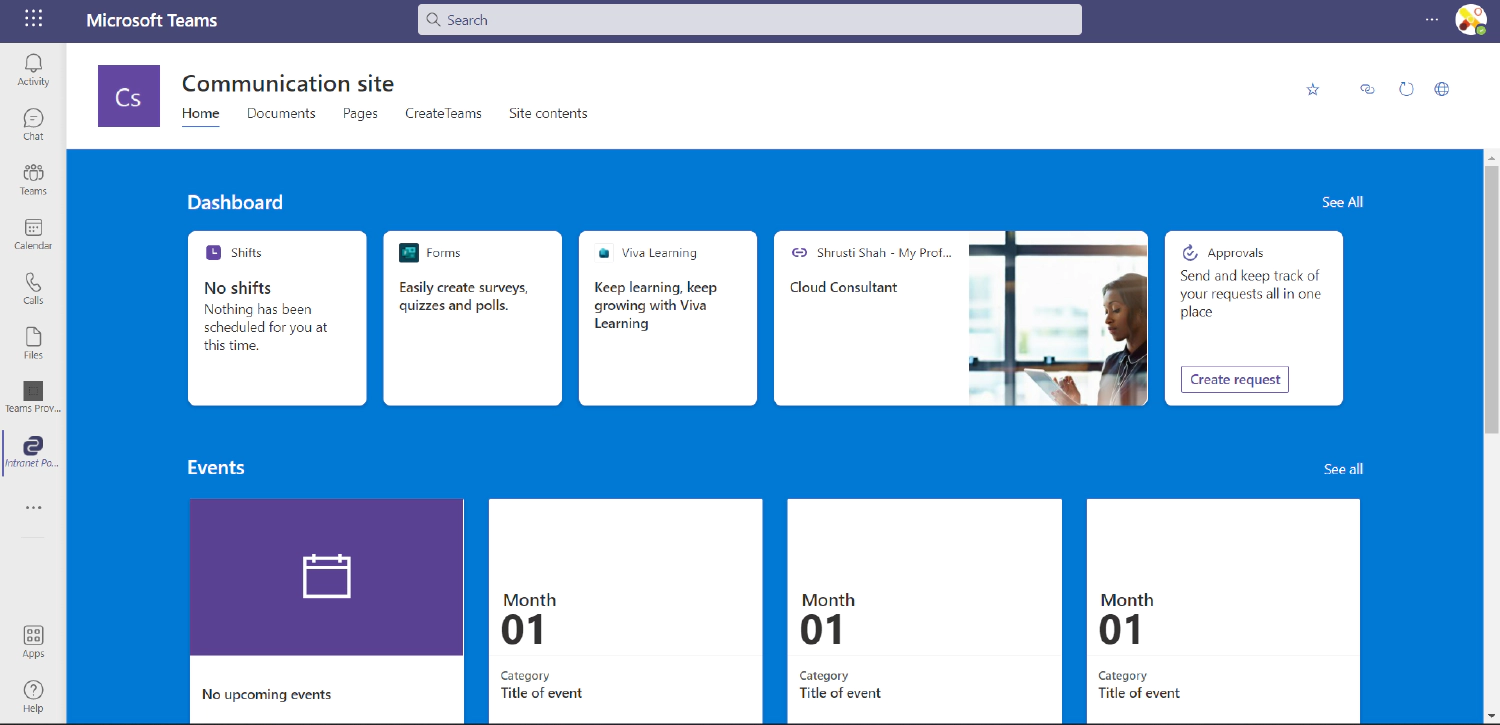 Microsoft Teams
Search
Activity
Chat
Teams
Calendar
Calls
Files
Teams Prov...
Intranet Po...
Apps
Help
Cs
Communication site
Home Documents Pages CreateTeams Site contents
Dashboard
See All
Shifts
No shifts
Nothing has been
scheduled for you at
this time.
Forms
Easily create surveys,
quizzes and polls.
Viva Learning
Keep learning, keep
growing with Viva
Learning
Shrusti Shah - My Prof...
Cloud Consultant
Approvals
Send and keep track of
your requests all in one
place
Create request
Events
See all
No upcoming events
Month
01
Category
Title of event
Month
01
Category
Title of event
Month
01
Category
Title of event